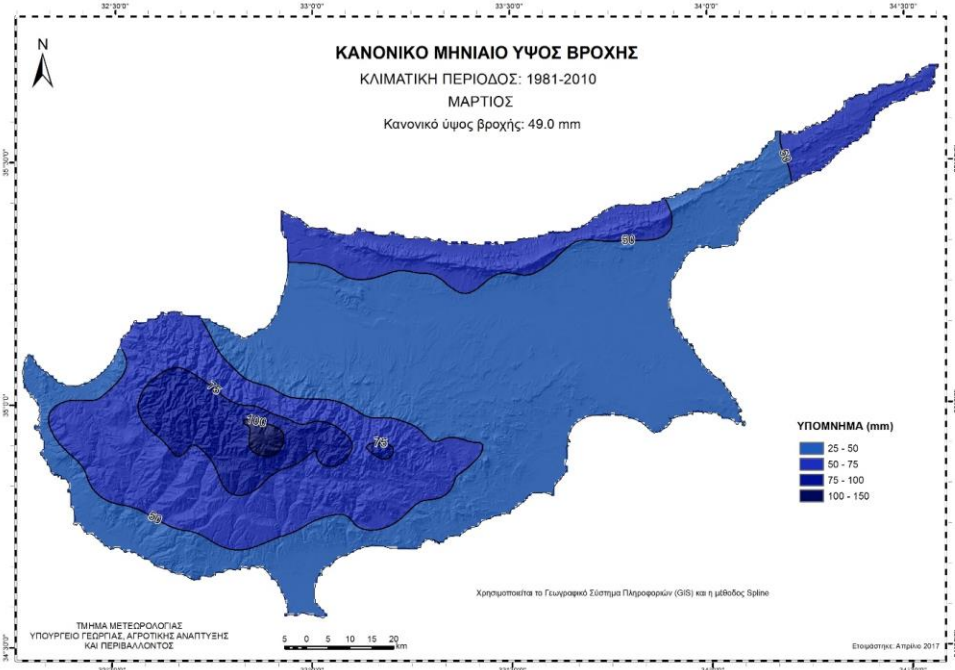 32°30'0"
33°0'0"
33°30'0"
34°0'0"
34°30'0"
N
ΚΑΝΟΝΙΚΟ ΜΗΝΙΑΙΟ ΥΨΟΣ ΒΡΟΧΗΣ
ΚΛΙΜΑΤΙΚΗ ΠΕΡΙΟΔΟΣ: 1981-2010
ΜΑΡΤΙΟΣ
Κανονικό ύψος βροχής: 49.0 mm
35°30'0"
50
50
35°0'0"
75
100
75
50
ΥΠΟΜΝΗΜΑ (mm)
25 - 50
50 - 75
75 - 100
100 - 150
Χρησιμοποιείται το Γεωγραφικό Σύστημα Πληροφοριών (GIS) και η μέθοδος Spline
ΤΜΗΜΑ ΜΕΤΕΩΡΟΛΟΓΙΑΣ
ΥΠΟΥΡΓΕΙΟ ΓΕΩΡΓΙΑΣ, ΑΓΡΟΤΙΚΗΣ ΑΝΑΠΤΥΞΗΣ
ΚΑΙ ΠΕΡΙΒΑΛΛΟΝΤΟΣ
5 0 5 10 15 20
km
Ετοιμάστηκε: Απρίλιο 2017
34°30'0"